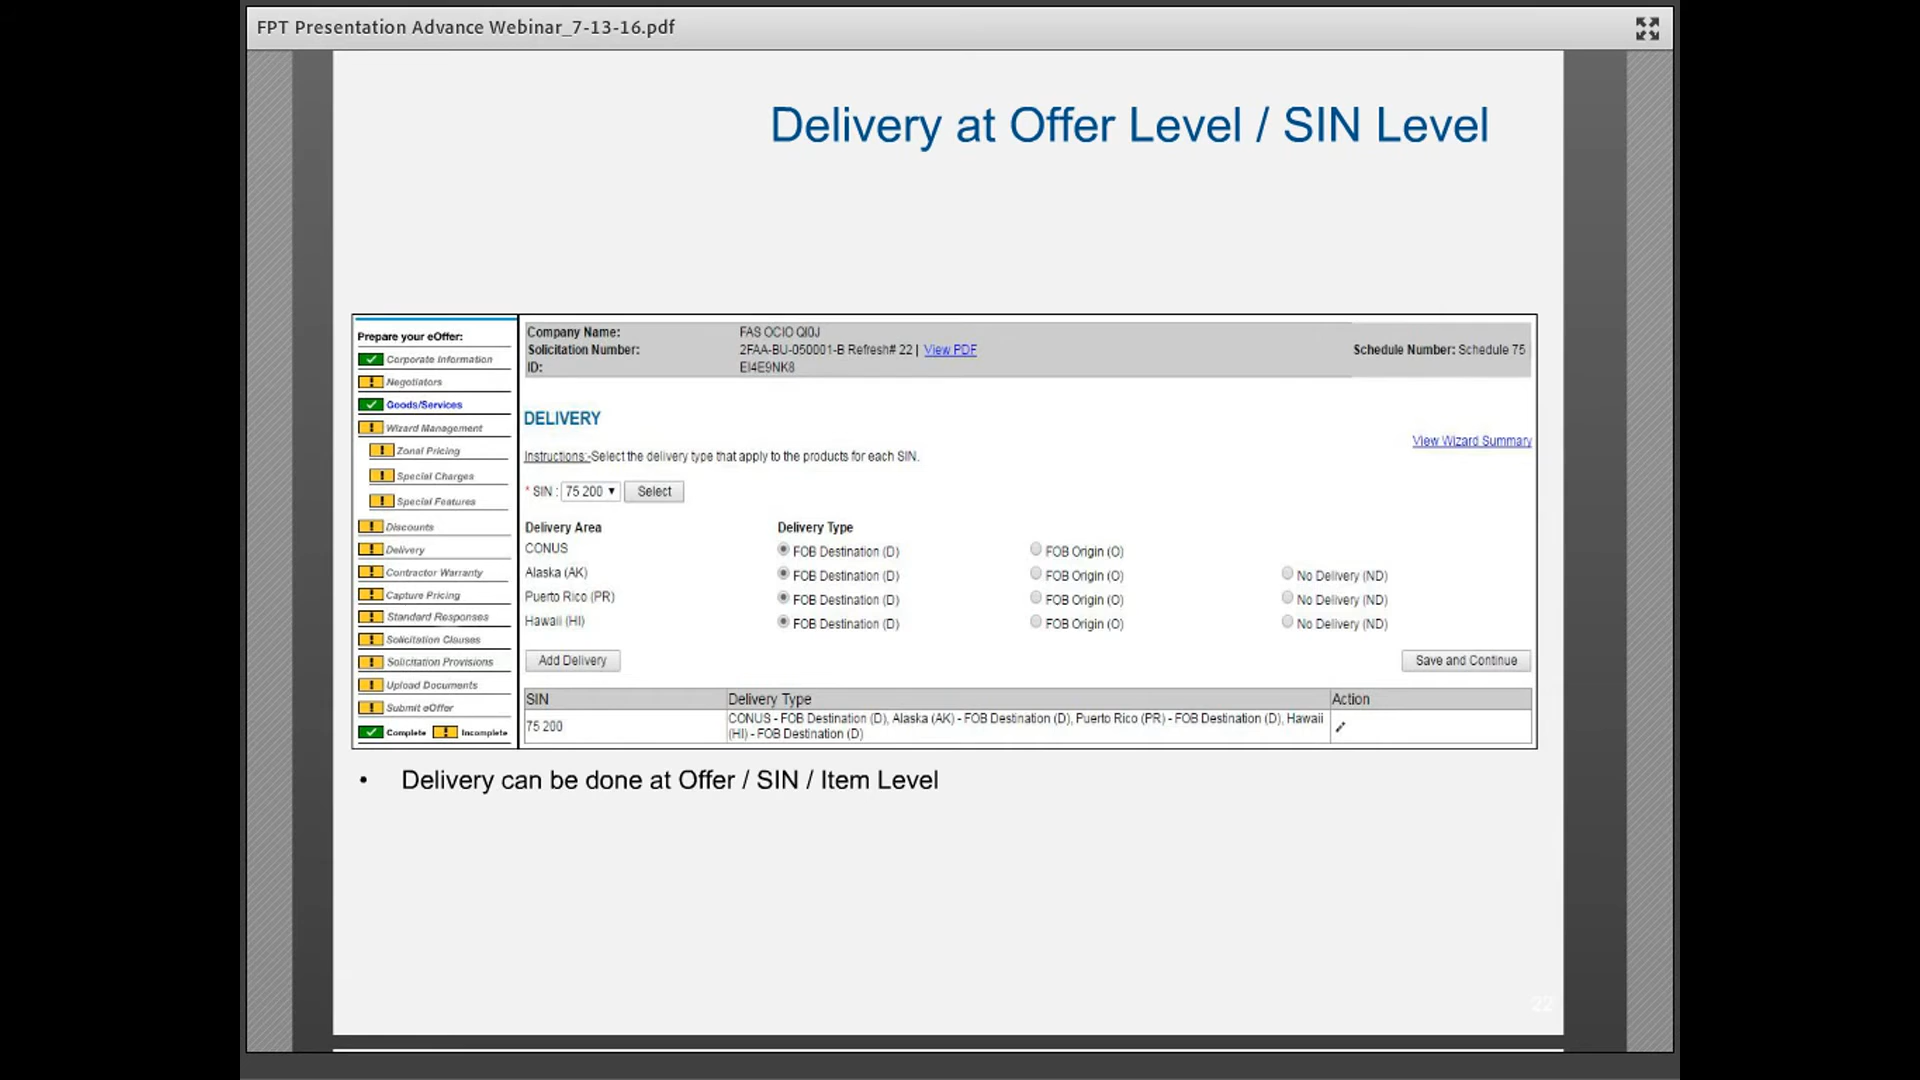 FPT Presentation Advance Webinar_7-13-16.pdf
Delivery at Offer Level / SIN Level
Prepare your eOffer:
Corporate Information
Negotiators
Goods/Services
Wizard Management
Zonal Pricing
Special Charges
Special Features
Discounts
Delivery
Contractor Warranty
Capture Pricing
Standard Responses
Solicitation Clauses
Solicitation Provisions
Upload Documents
Submit eOffer
Complete Incomplete
Company Name: FAS OCIO QI0J
Solicitation Number: 2FAA-BU-050001-B Refresh# 22 | View PDF Schedule Number: Schedule 75
ID: EI4E9NK8
DELIVERY
View Wizard Summary
Instructions:-Select the delivery type that apply to the products for each SIN.
* SIN : 75 200 Select
Delivery Area Delivery Type
CONUS FOB Destination (D) FOB Origin (O)
Alaska (AK) FOB Destination (D) FOB Origin (O) No Delivery (ND)
Puerto Rico (PR) FOB Destination (D) FOB Origin (O) No Delivery (ND)
Hawaii (HI) FOB Destination (D) FOB Origin (O) No Delivery (ND)
Add Delivery Save and Continue
SIN Delivery Type Action
75 200 CONUS - FOB Destination (D), Alaska (AK) - FOB Destination (D), Puerto Rico (PR) - FOB Destination (D), Hawaii
(HI) - FOB Destination (D)
• Delivery can be done at Offer / SIN / Item Level
22